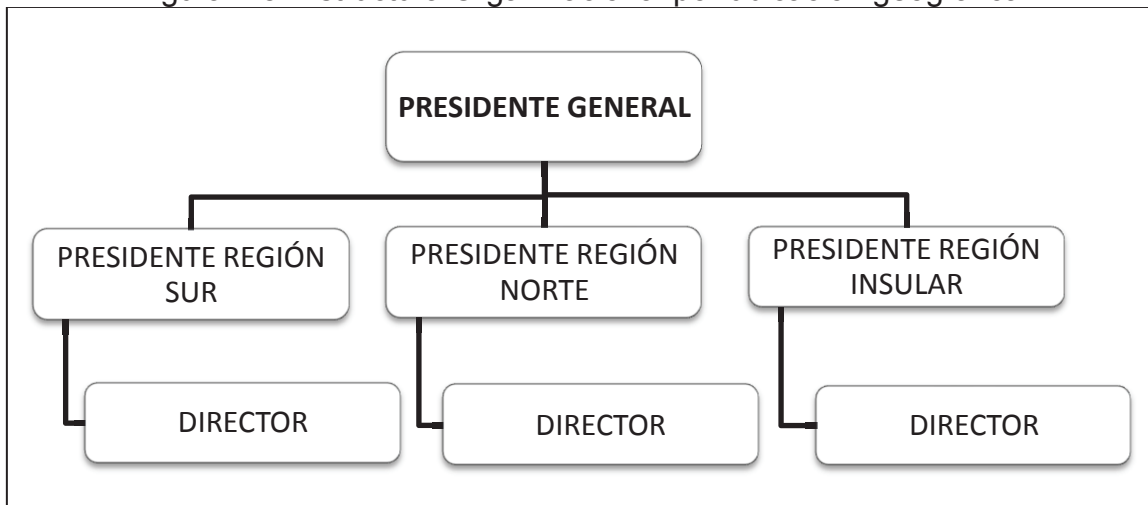 PRESIDENTE GENERAL
PRESIDENTE REGIÓN
SUR
PRESIDENTE REGIÓN
NORTE
PRESIDENTE REGIÓN
INSULAR
DIRECTOR
DIRECTOR
DIRECTOR